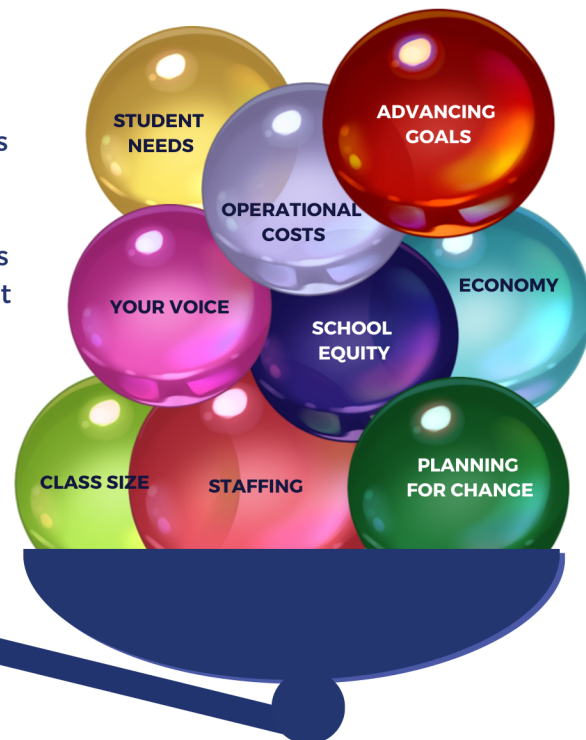 s
s
t
STUDENT
NEEDS
ADVANCING
GOALS
OPERATIONAL
COSTS
YOUR VOICE
ECONOMY
SCHOOL
EQUITY
CLASS SIZE
STAFFING
PLANNING
FOR CHANGE